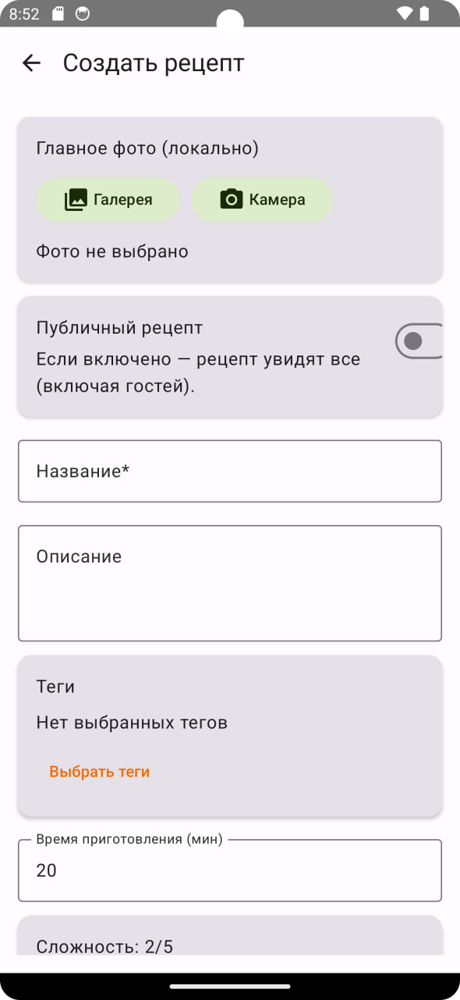 8:52
Создать рецепт
Главное фото (локально)
Галерея
Камера
Фото не выбрано
Публичный рецепт
Если включено — рецепт увидят все
(включая гостей).
Название*
Описание
Теги
Нет выбранных тегов
Выбрать теги
Время приготовления (мин)
20
Сложность: 2/5